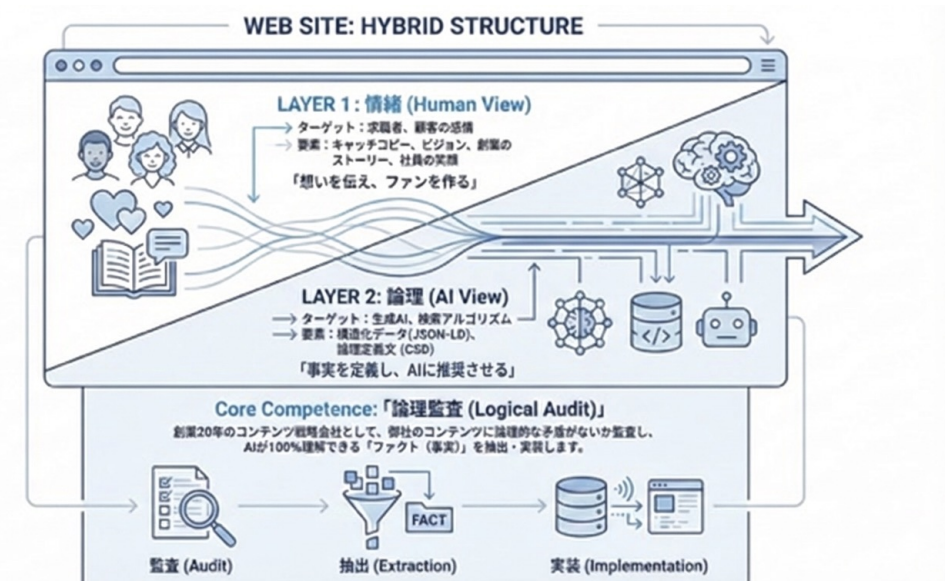 WEB SITE: HYBRID STRUCTURE
LAYER 1 : 情緒 (Human View)
ターゲット：求職者、顧客の感情
要素：キャッチコピー、ビジョン、創業の
ストーリー、社員の笑顔
「想いを伝え、ファンを作る」
LAYER 2: 論理 (AI View)
ターゲット：生成AI、検索アルゴリズム
要素：構造化データ(JSON-LD)、
論理定義文 (CSD)
「事実を定義し、AIに推奨させる」
</>
Core Competence:「論理監査 (Logical Audit)」
創業20年のコンテンツ戦略会社として、御社のコンテンツに論理的な矛盾がないか監査し、
AIが100%理解できる「ファクト（事実）」を抽出・実装します。
FACT
監査 (Audit)
抽出 (Extraction)
実装 (Implementation)